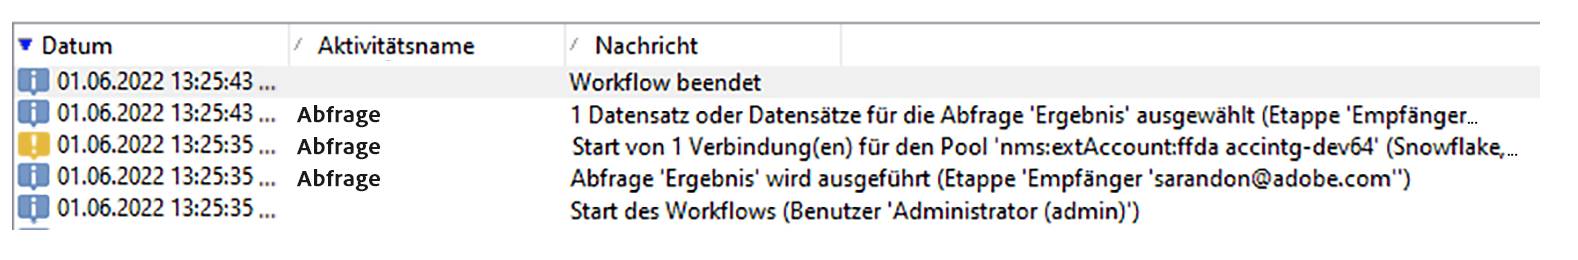 Datum Aktivitätsname Nachricht
01.06.2022 13:25:43 ... Workflow beendet
01.06.2022 13:25:43 ... Abfrage 1 Datensatz oder Datensätze für die Abfrage 'Ergebnis' ausgewählt (Etappe 'Empfänger...
01.06.2022 13:25:35 ... Abfrage Start von 1 Verbindung(en) für den Pool 'nms:extAccount:ffda accintg-dev64' (Snowflake,...
01.06.2022 13:25:35 ... Abfrage Abfrage 'Ergebnis' wird ausgeführt (Etappe 'Empfänger 'sarandon@adobe.com'')
01.06.2022 13:25:35 ... Start des Workflows (Benutzer 'Administrator (admin)')